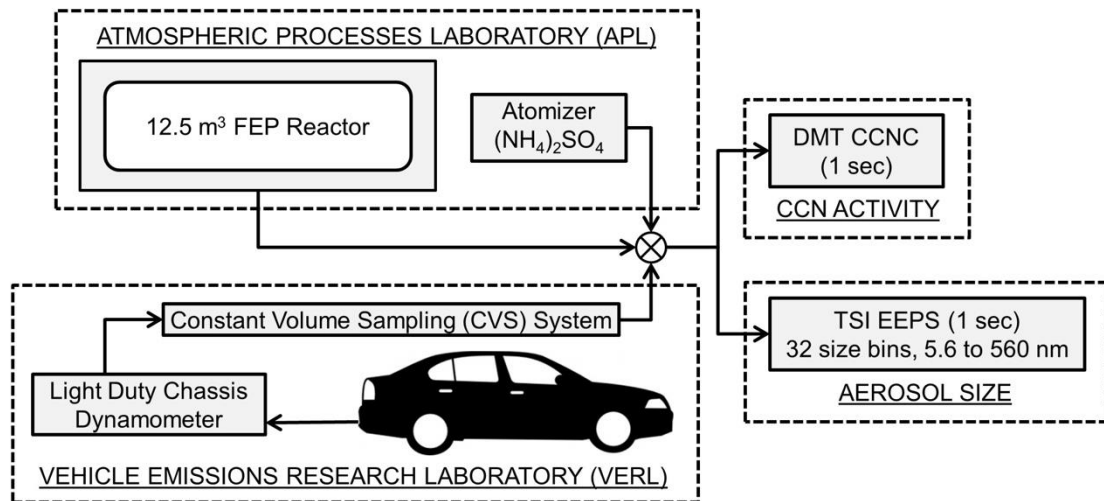 ATMOSPHERIC PROCESSES LABORATORY (APL)
12.5 m³ FEP Reactor
Atomizer
(NH₄)₂SO₄
DMT CCNC
(1 sec)
CCN ACTIVITY
Constant Volume Sampling (CVS) System
TSI EEPS (1 sec)
32 size bins, 5.6 to 560 nm
AEROSOL SIZE
Light Duty Chassis
Dynamometer
VEHICLE EMISSIONS RESEARCH LABORATORY (VERL)